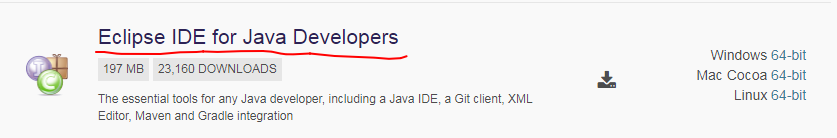 Eclipse IDE for Java Developers
197 MB 23,160 DOWNLOADS
The essential tools for any Java developer, including a Java IDE, a Git client, XML
Editor, Maven and Gradle integration
Windows 64-bit
Mac Cocoa 64-bit
Linux 64-bit